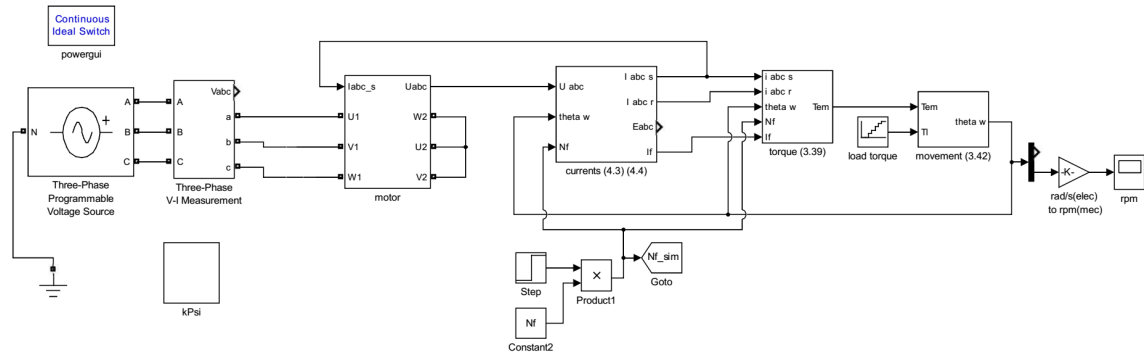 Continuous
Ideal Switch
powergui
N
A
B
C
+
Three-Phase
Programmable
Voltage Source
A
B
C
Vabc
a
b
c
Three-Phase
V-I Measurement
Iabc_s
U1
V1
W1
Uabc
W2
U2
V2
motor
U abc
theta w
Nf
I abc s
I abc r
Eabc
If
currents (4.3) (4.4)
i abc s
i abc r
theta w
Nf
If
Tem
torque (3.39)
load torque
Tem
Tl
theta w
movement (3.42)
-K-
rad/s(elec)
to rpm(mec)
rpm
kPsi
Step
×
Product1
Nf_sim
Goto
Nf
Constant2